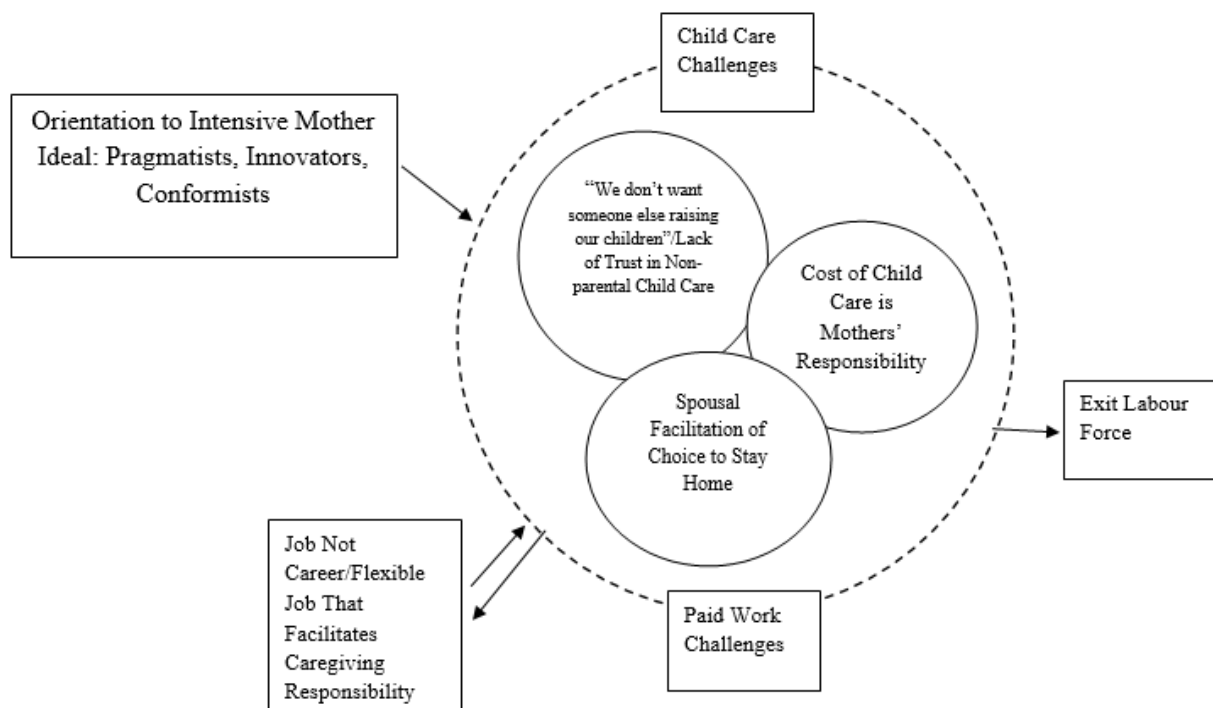 Child Care
Challenges
Orientation to Intensive Mother
Ideal: Pragmatists, Innovators,
Conformists
“We don’t want
someone else raising
our children”/Lack
of Trust in Non-
parental Child Care
Cost of Child
Care is
Mothers’
Responsibility
Spousal
Facilitation of
Choice to Stay
Home
Exit Labour
Force
Job Not
Career/Flexible
Job That
Facilitates
Caregiving
Responsibility
Paid Work
Challenges